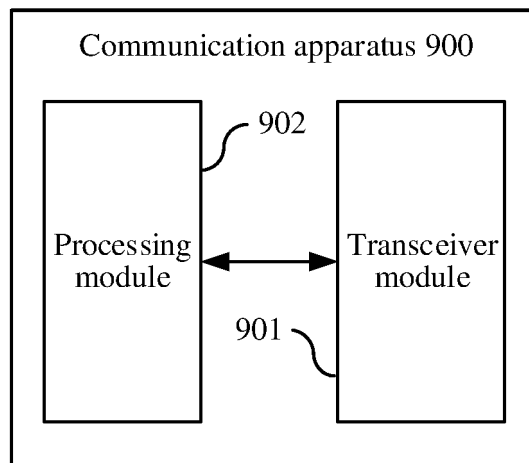 Communication apparatus 900
902
Processing
module
Transceiver
module
901